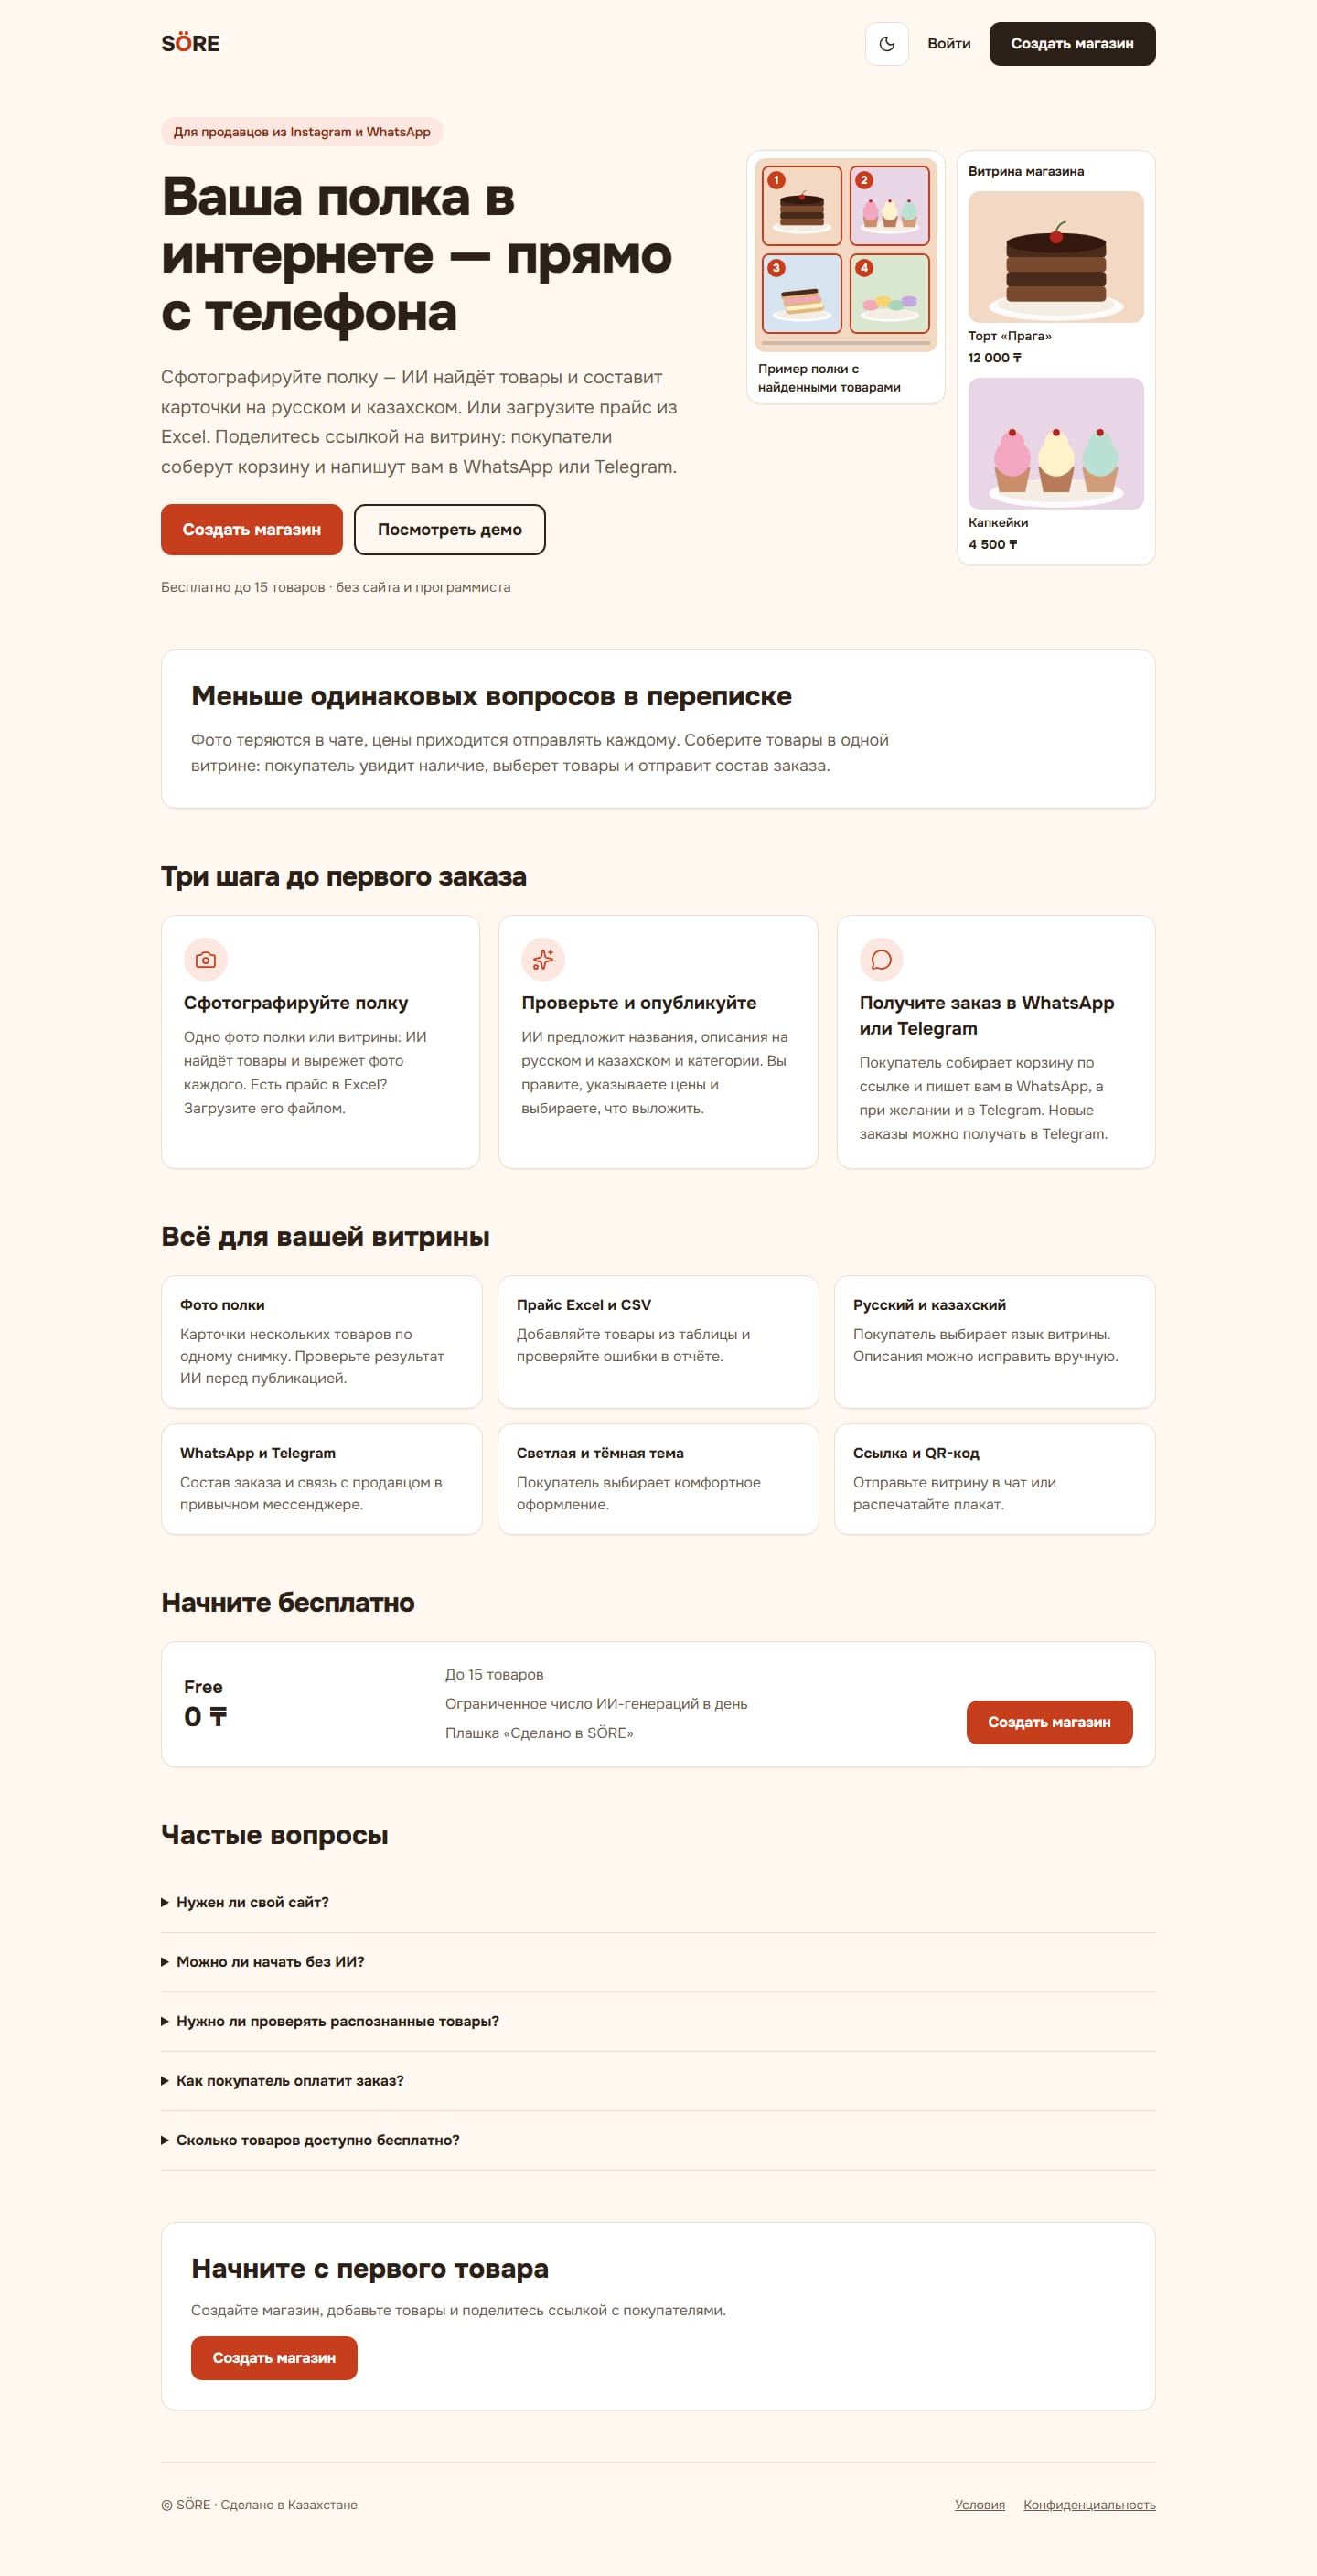 SÖRE
Войти
Создать магазин
Для продавцов из Instagram и WhatsApp
Ваша полка в
интернете — прямо
с телефона
Сфотографируйте полку — ИИ найдёт товары и составит
карточки на русском и казахском. Или загрузите прайс из
Excel. Поделитесь ссылкой на витрину: покупатели
соберут корзину и напишут вам в WhatsApp или Telegram.
Создать магазин
Посмотреть демо
Бесплатно до 15 товаров · без сайта и программиста
1
2
3
4
Пример полки с
найденными товарами
Витрина магазина
Торт «Прага»
12 000 ₸
Капкейки
4 500 ₸
Меньше одинаковых вопросов в переписке
Фото теряются в чате, цены приходится отправлять каждому. Соберите товары в одной
витрине: покупатель увидит наличие, выберет товары и отправит состав заказа.
Три шага до первого заказа
Сфотографируйте полку
Одно фото полки или витрины: ИИ
найдёт товары и вырежет фото
каждого. Есть прайс в Excel?
Загрузите его файлом.
Проверьте и опубликуйте
ИИ предложит названия, описания на
русском и казахском и категории. Вы
правите, указываете цены и
выбираете, что выложить.
Получите заказ в WhatsApp
или Telegram
Покупатель собирает корзину по
ссылке и пишет вам в WhatsApp, а
при желании и в Telegram. Новые
заказы можно получать в Telegram.
Всё для вашей витрины
Фото полки
Карточки нескольких товаров по
одному снимку. Проверьте результат
ИИ перед публикацией.
Прайс Excel и CSV
Добавляйте товары из таблицы и
проверяйте ошибки в отчёте.
Русский и казахский
Покупатель выбирает язык витрины.
Описания можно исправить вручную.
WhatsApp и Telegram
Состав заказа и связь с продавцом в
привычном мессенджере.
Светлая и тёмная тема
Покупатель выбирает комфортное
оформление.
Ссылка и QR-код
Отправьте витрину в чат или
распечатайте плакат.
Начните бесплатно
Free
0 ₸
До 15 товаров
Ограниченное число ИИ-генераций в день
Плашка «Сделано в SÖRE»
Создать магазин
Частые вопросы
Нужен ли свой сайт?
Можно ли начать без ИИ?
Нужно ли проверять распознанные товары?
Как покупатель оплатит заказ?
Сколько товаров доступно бесплатно?
Начните с первого товара
Создайте магазин, добавьте товары и поделитесь ссылкой с покупателями.
Создать магазин
© SÖRE · Сделано в Казахстане
Условия
Конфиденциальность